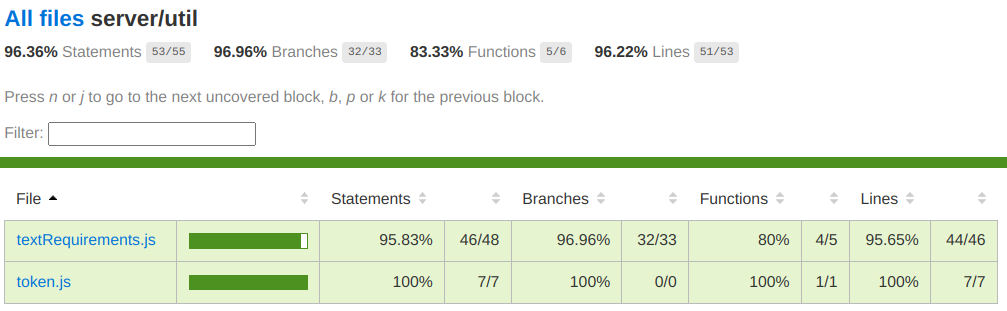 All files server/util
96.36% Statements 53/55 96.96% Branches 32/33 83.33% Functions 5/6 96.22% Lines 51/53
Press n or j to go to the next uncovered block, b, p or k for the previous block.
Filter:
File Statements Branches Functions Lines
textRequirements.js 95.83% 46/48 96.96% 32/33 80% 4/5 95.65% 44/46
token.js 100% 7/7 100% 0/0 100% 1/1 100% 7/7